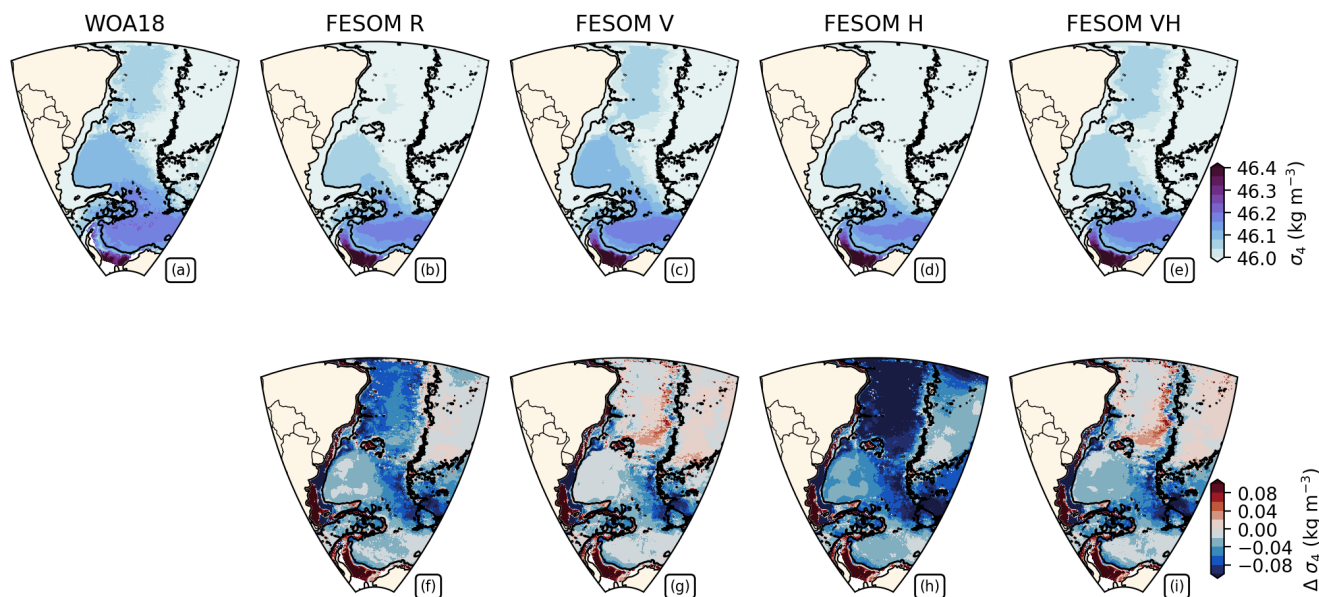 WOA18
FESOM R
FESOM V
FESOM H
FESOM VH
46.4
46.3
46.2
46.1
46.0
σ₄ (kg m⁻³)
(a)
(b)
(c)
(d)
(e)
0.08
0.04
0.00
−0.04
−0.08
Δ σ₄ (kg m⁻³)
(f)
(g)
(h)
(i)